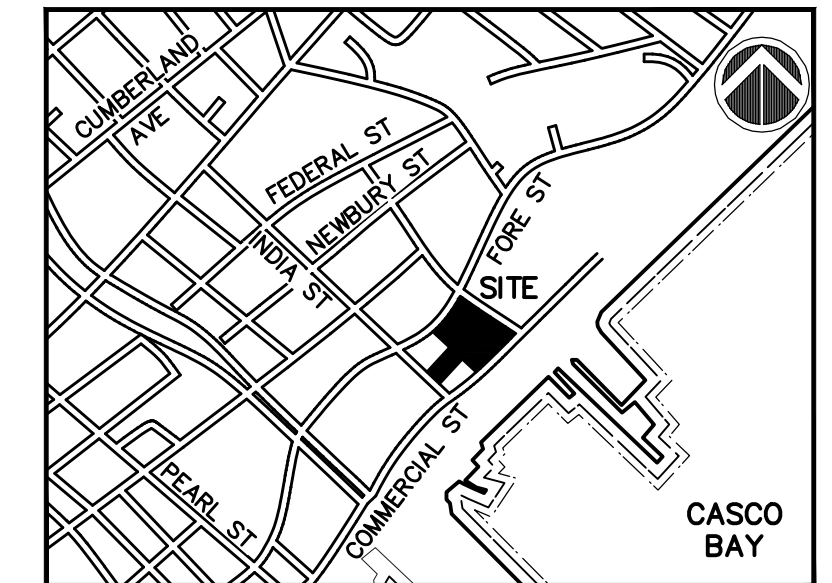 CUMBERLAND
AVE
FEDERAL ST
NEWBURY ST
INDIA ST
FORE ST
SITE
COMMERCIAL ST
PEARL ST
CASCO
BAY